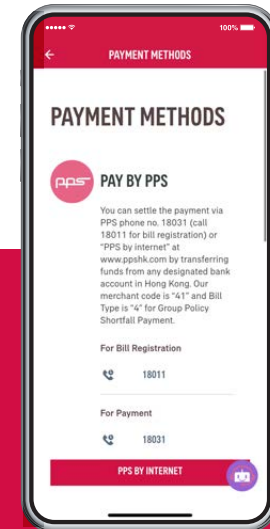 100%
PAYMENT METHODS
PAYMENT METHODS
pps
PAY BY PPS
You can settle the payment via
PPS phone no. 18031 (call
18011 for bill registration) or
"PPS by internet" at
www.ppshk.com by transferring
funds from any designated bank
account in Hong Kong. Our
merchant code is "41" and Bill
Type is "4" for Group Policy
Shortfall Payment.
For Bill Registration
18011
For Payment
18031
PPS BY INTERNET